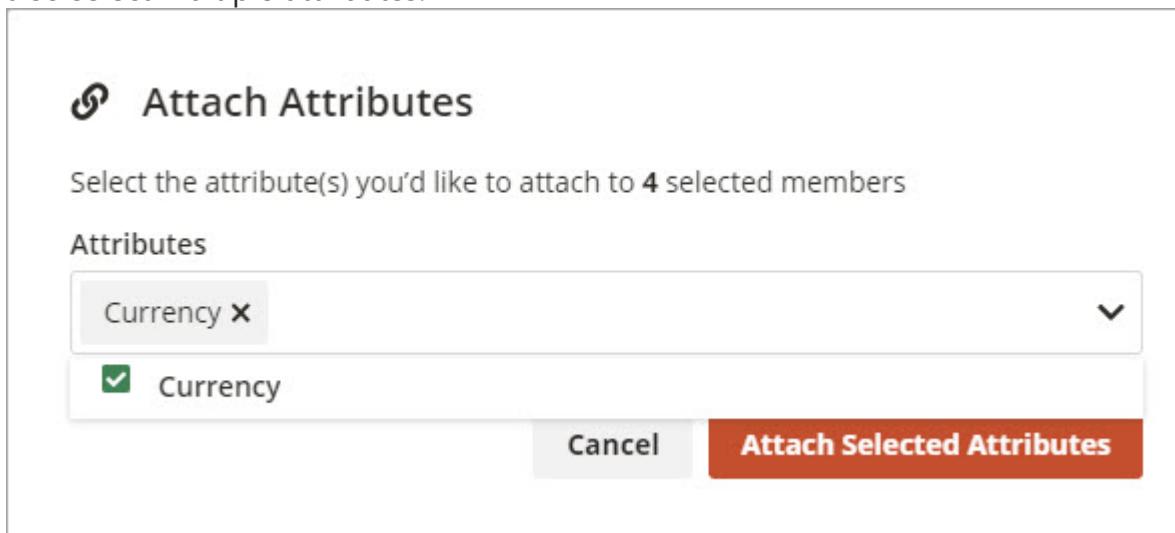 Attach Attributes
Select the attribute(s) you’d like to attach to 4 selected members
Attributes
Currency ×
Currency
Cancel Attach Selected Attributes